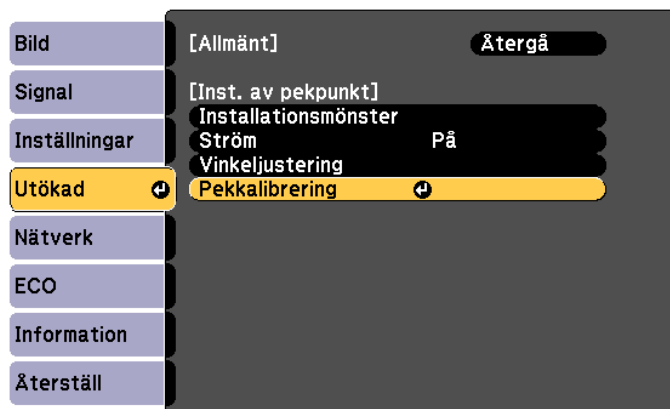 Bild
Signal
Inställningar
Utökad
Nätverk
ECO
Information
Återställ
[Allmänt] Återgå
[Inst. av pekpunkt]
Installationsmönster
Ström På
Vinkeljustering
Pekkalibrering